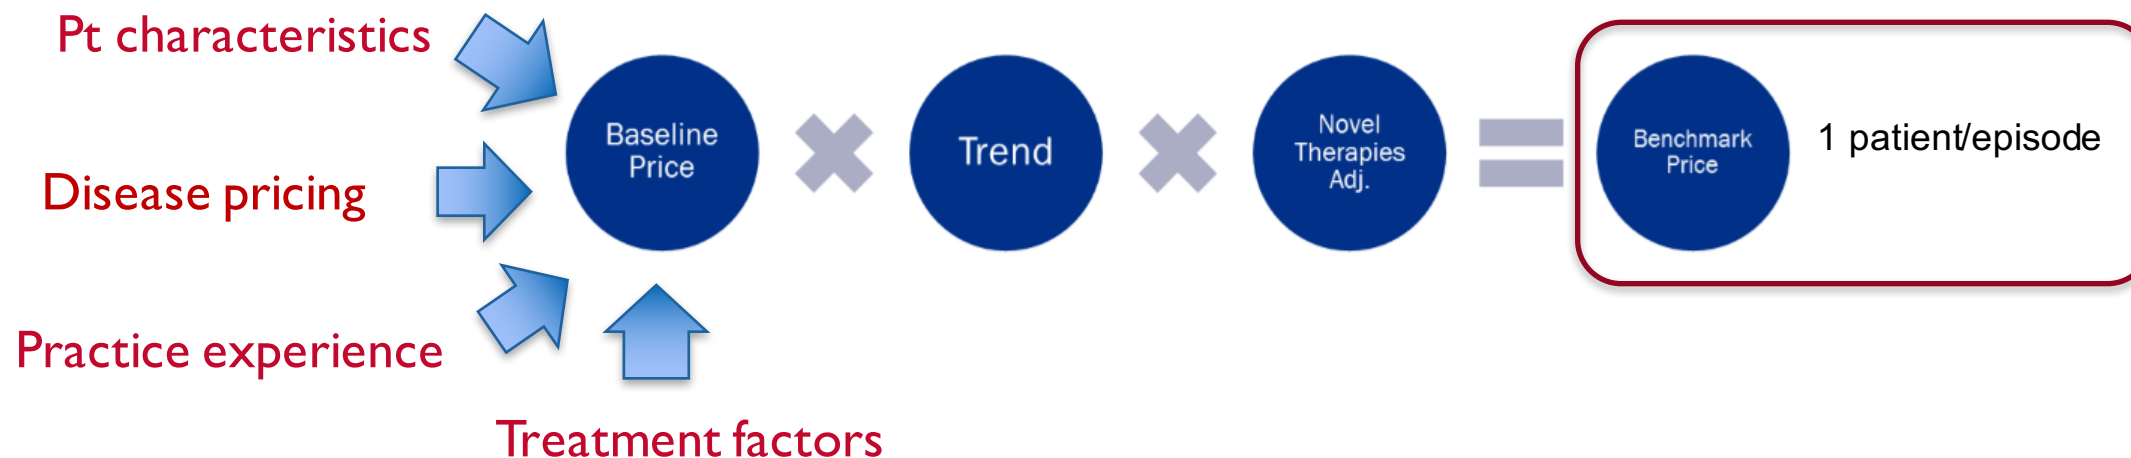 Pt characteristics
Disease pricing
Practice experience
Treatment factors
Baseline
Price
Trend
Novel
Therapies
Adj.
Benchmark
Price
1 patient/episode